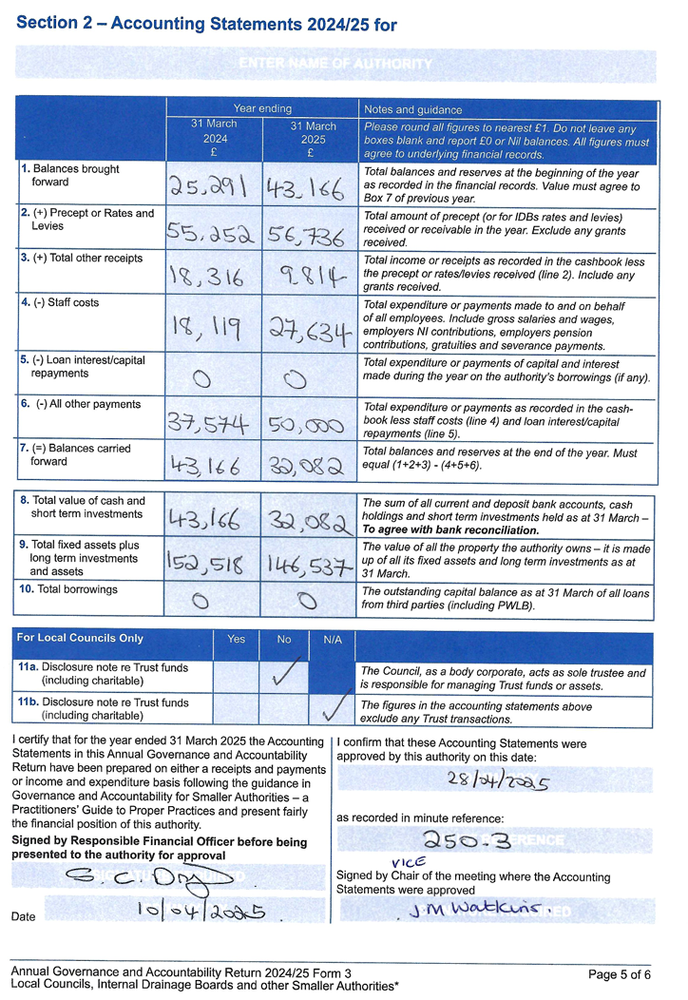 Section 2 – Accounting Statements 2024/25 for
ENTER NAME OF AUTHORITY
Year ending
Notes and guidance
31 March
2024
£
31 March
2025
£
Please round all figures to nearest £1. Do not leave any
boxes blank and report £0 or Nil balances. All figures must
agree to underlying financial records.
1. Balances brought
forward
25,291
43,166
Total balances and reserves at the beginning of the year
as recorded in the financial records. Value must agree to
Box 7 of previous year.
2. (+) Precept or Rates and
Levies
55,252
56,736
Total amount of precept (or for IDBs rates and levies)
received or receivable in the year. Exclude any grants
received.
3. (+) Total other receipts
18,316
9,814
Total income or receipts as recorded in the cashbook less
the precept or rates/levies received (line 2). Include any
grants received.
4. (-) Staff costs
18,119
27,634
Total expenditure or payments made to and on behalf
of all employees. Include gross salaries and wages,
employers NI contributions, employers pension
contributions, gratuities and severance payments.
5. (-) Loan interest/capital
repayments
0
0
Total expenditure or payments of capital and interest
made during the year on the authority's borrowings (if any).
6. (-) All other payments
37,574
50,000
Total expenditure or payments as recorded in the cash-
book less staff costs (line 4) and loan interest/capital
repayments (line 5).
7. (=) Balances carried
forward
43,166
32,082
Total balances and reserves at the end of the year. Must
equal (1+2+3) - (4+5+6).
8. Total value of cash and
short term investments
43,166
32,082
The sum of all current and deposit bank accounts, cash
holdings and short term investments held as at 31 March –
To agree with bank reconciliation.
9. Total fixed assets plus
long term investments
and assets
152,518
146,537
The value of all the property the authority owns – it is made
up of all its fixed assets and long term investments as at
31 March.
10. Total borrowings
0
0
The outstanding capital balance as at 31 March of all loans
from third parties (including PWLB).
For Local Councils Only
Yes
No
N/A
11a. Disclosure note re Trust funds
(including charitable)
✓
The Council, as a body corporate, acts as sole trustee and
is responsible for managing Trust funds or assets.
11b. Disclosure note re Trust funds
(including charitable)
✓
The figures in the accounting statements above
exclude any Trust transactions.
I certify that for the year ended 31 March 2025 the Accounting
Statements in this Annual Governance and Accountability
Return have been prepared on either a receipts and payments
or income and expenditure basis following the guidance in
Governance and Accountability for Smaller Authorities – a
Practitioners' Guide to Proper Practices and present fairly
the financial position of this authority.
Signed by Responsible Financial Officer before being
presented to the authority for approval
Date
10/04/2025
I confirm that these Accounting Statements were
approved by this authority on this date:
28/04/2025
as recorded in minute reference:
250.3
VICE
Signed by Chair of the meeting where the Accounting
Statements were approved
J M Watkins.
Annual Governance and Accountability Return 2024/25 Form 3
Local Councils, Internal Drainage Boards and other Smaller Authorities*
Page 5 of 6